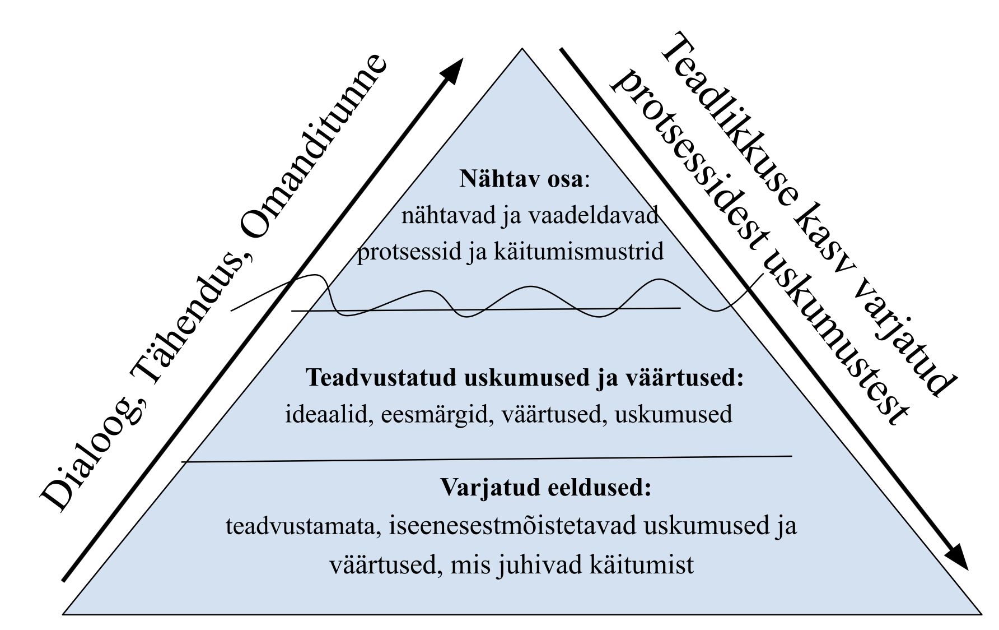 Dialoog, Tähendus, Omanditunne
Teadlikkuse kasv varjatud
protsessidest uskumustest
Nähtav osa:
nähtavad ja vaadeldavad
protsessid ja käitumismustrid
Teadvustatud uskumused ja väärtused:
ideaalid, eesmärgid, väärtused, uskumused
Varjatud eeldused:
teadvustamata, iseenesestmõistetavad uskumused ja
väärtused, mis juhivad käitumist